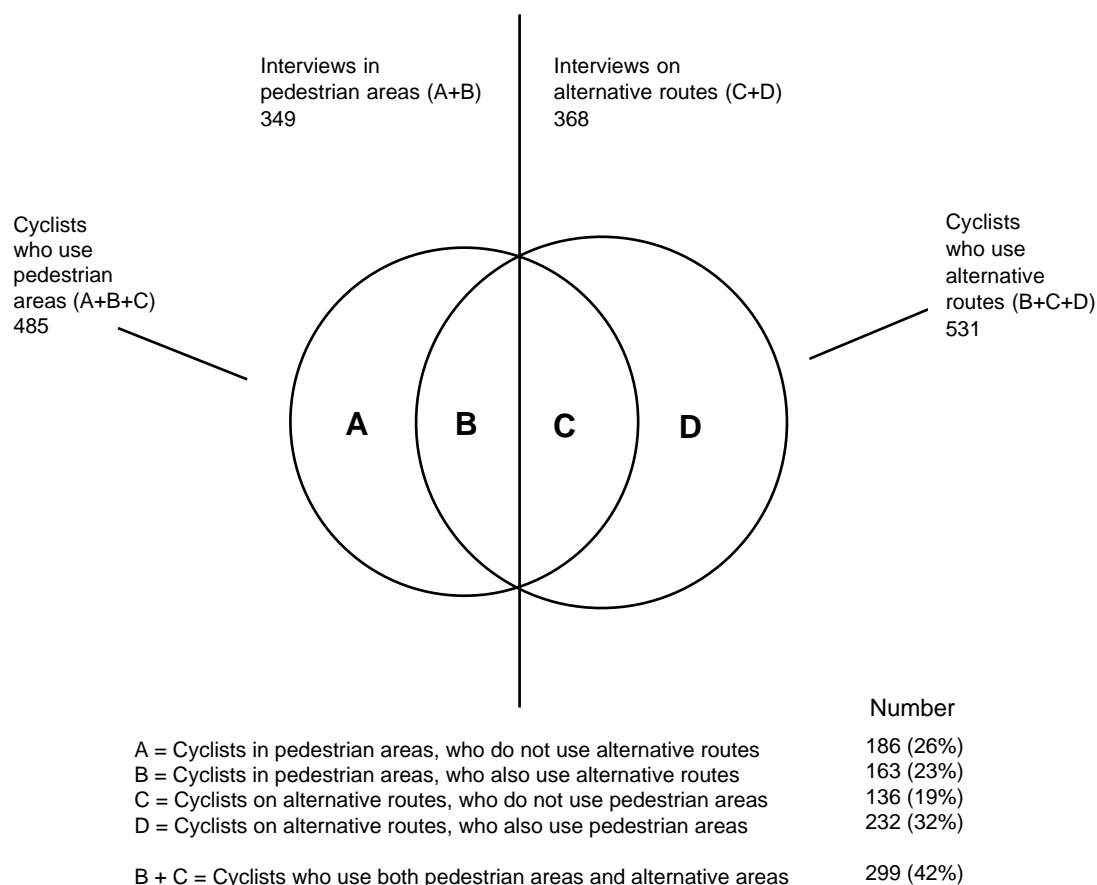 Interviews in
pedestrian areas (A+B)
349
Interviews on
alternative routes (C+D)
368
Cyclists
who use
pedestrian
areas (A+B+C)
485
Cyclists
who use
alternative
routes (B+C+D)
531
A
B
C
D
Number
A = Cyclists in pedestrian areas, who do not use alternative routes 186 (26%)
B = Cyclists in pedestrian areas, who also use alternative routes 163 (23%)
C = Cyclists on alternative routes, who do not use pedestrian areas 136 (19%)
D = Cyclists on alternative routes, who also use pedestrian areas 232 (32%)
B + C = Cyclists who use both pedestrian areas and alternative areas 299 (42%)